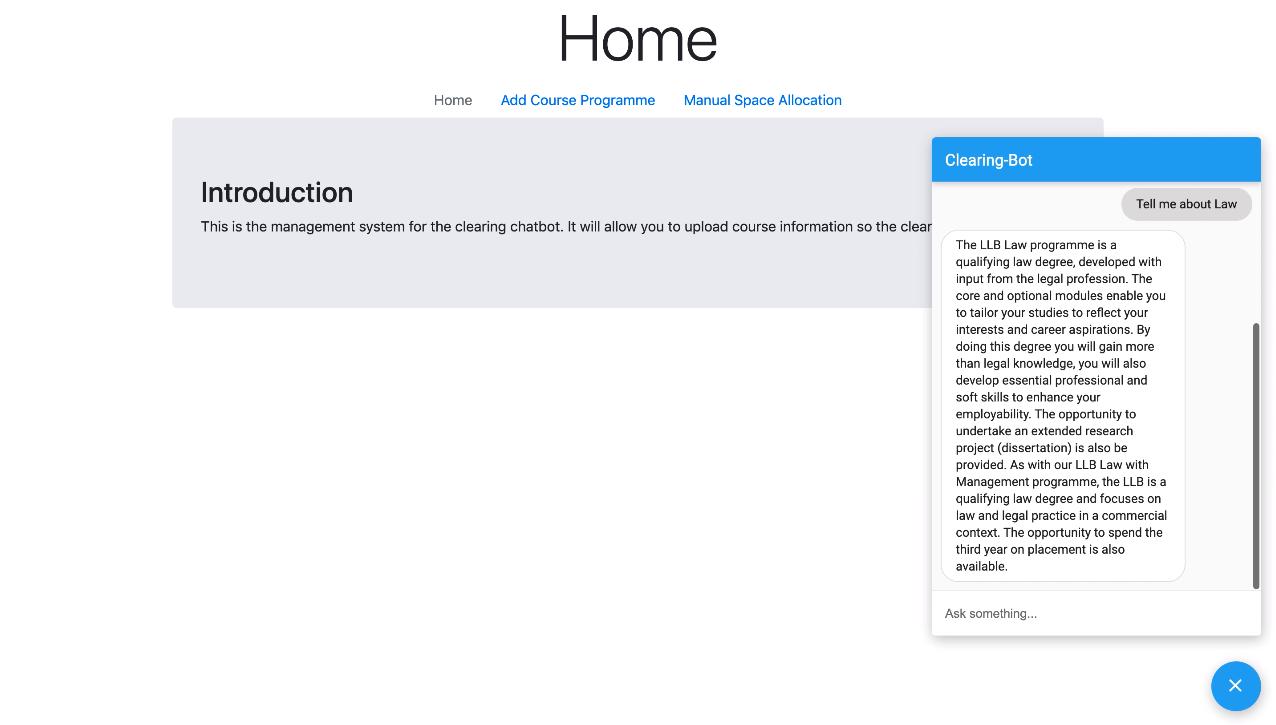 Home
Home Add Course Programme Manual Space Allocation
Introduction
This is the management system for the clearing chatbot. It will allow you to upload course information so the clear
Clearing-Bot
Tell me about Law
The LLB Law programme is a
qualifying law degree, developed with
input from the legal profession. The
core and optional modules enable you
to tailor your studies to reflect your
interests and career aspirations. By
doing this degree you will gain more
than legal knowledge, you will also
develop essential professional and
soft skills to enhance your
employability. The opportunity to
undertake an extended research
project (dissertation) is also be
provided. As with our LLB Law with
Management programme, the LLB is a
qualifying law degree and focuses on
law and legal practice in a commercial
context. The opportunity to spend the
third year on placement is also
available.
Ask something...